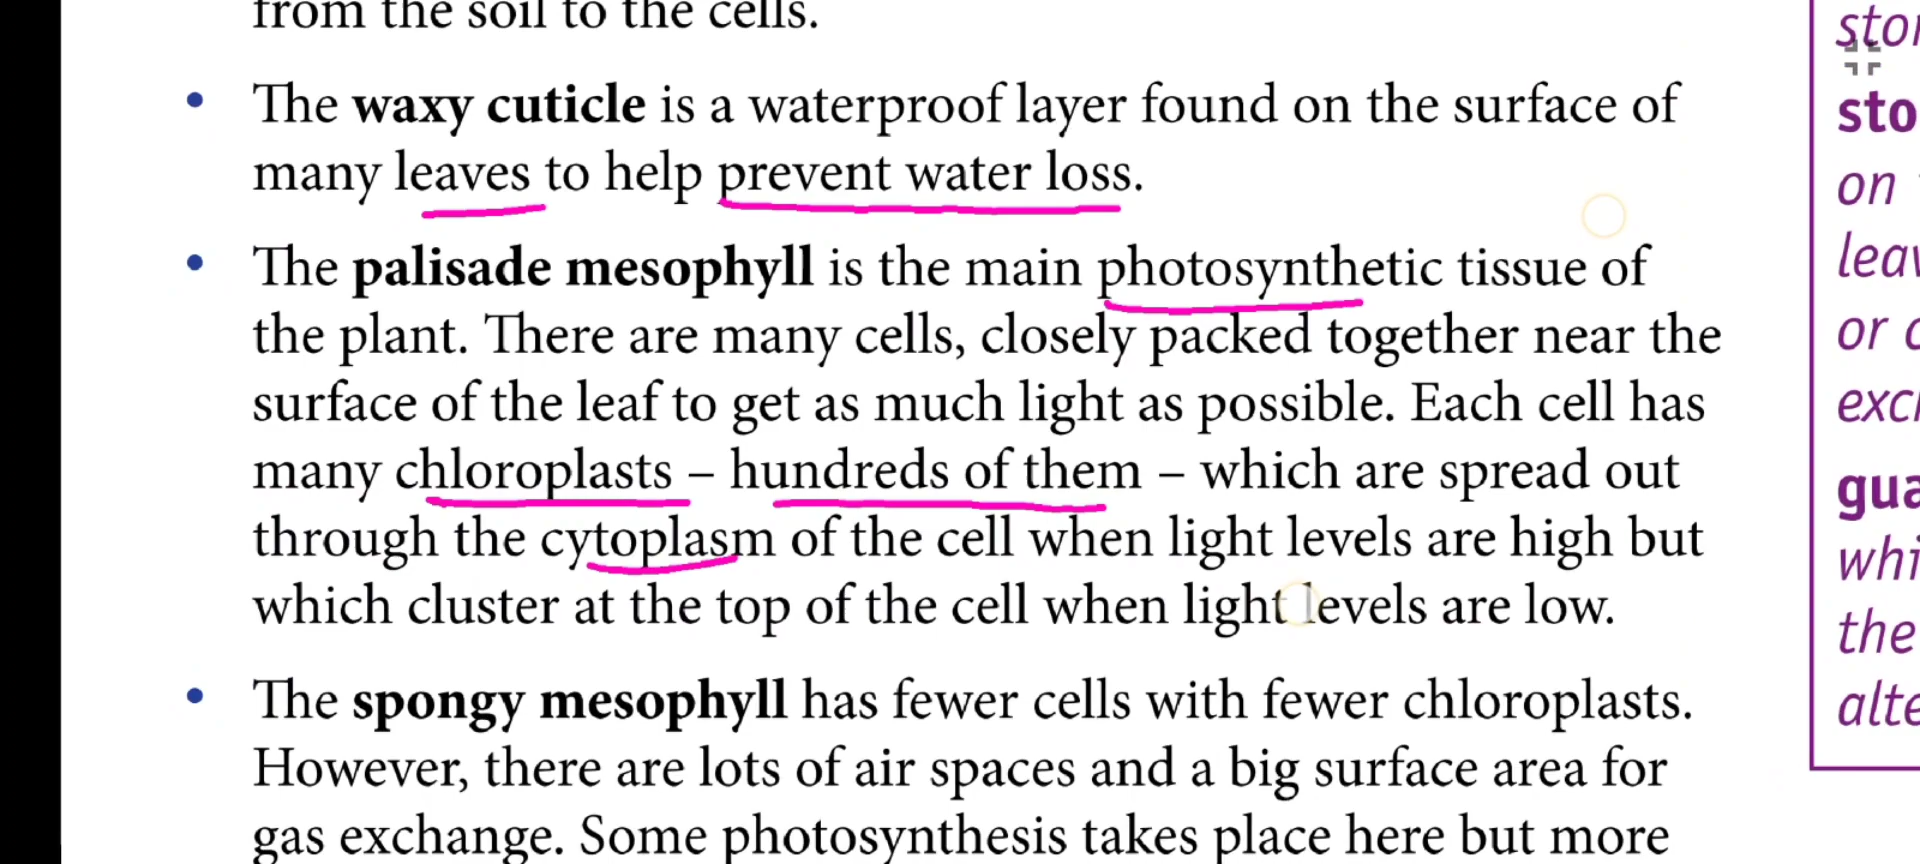 from the soil to the cells.
• The waxy cuticle is a waterproof layer found on the surface of
many leaves to help prevent water loss.
• The palisade mesophyll is the main photosynthetic tissue of
the plant. There are many cells, closely packed together near the
surface of the leaf to get as much light as possible. Each cell has
many chloroplasts – hundreds of them – which are spread out
through the cytoplasm of the cell when light levels are high but
which cluster at the top of the cell when light levels are low.
• The spongy mesophyll has fewer cells with fewer chloroplasts.
However, there are lots of air spaces and a big surface area for
gas exchange. Some photosynthesis takes place here but more
sto
on
or
the